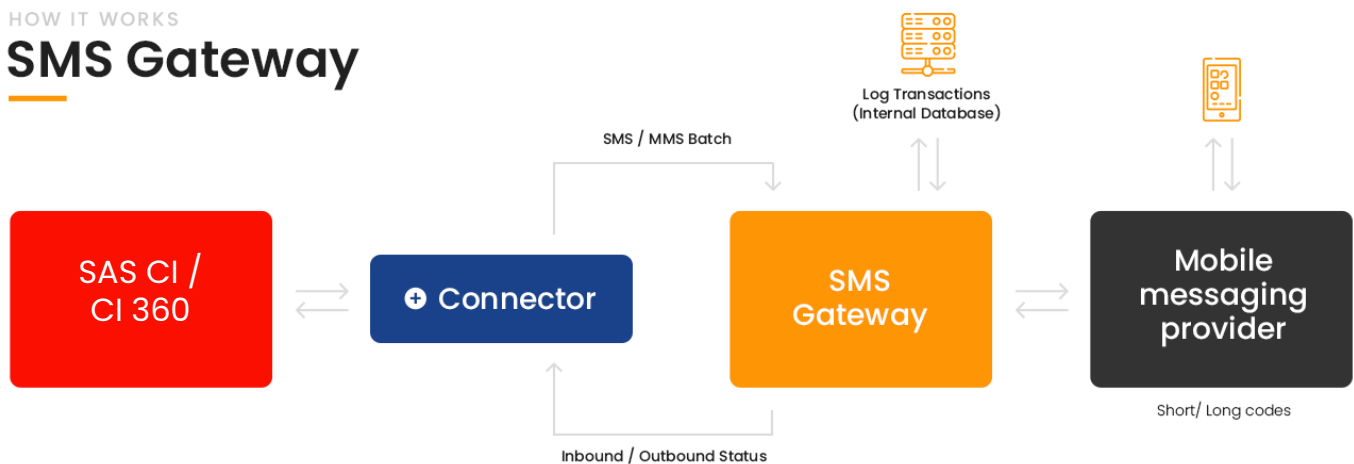 HOW IT WORKS
SMS Gateway
Log Transactions
(Internal Database)
SMS / MMS Batch
SAS CI /
CI 360
Connector
SMS
Gateway
Mobile
messaging
provider
Short/ Long codes
Inbound / Outbound Status